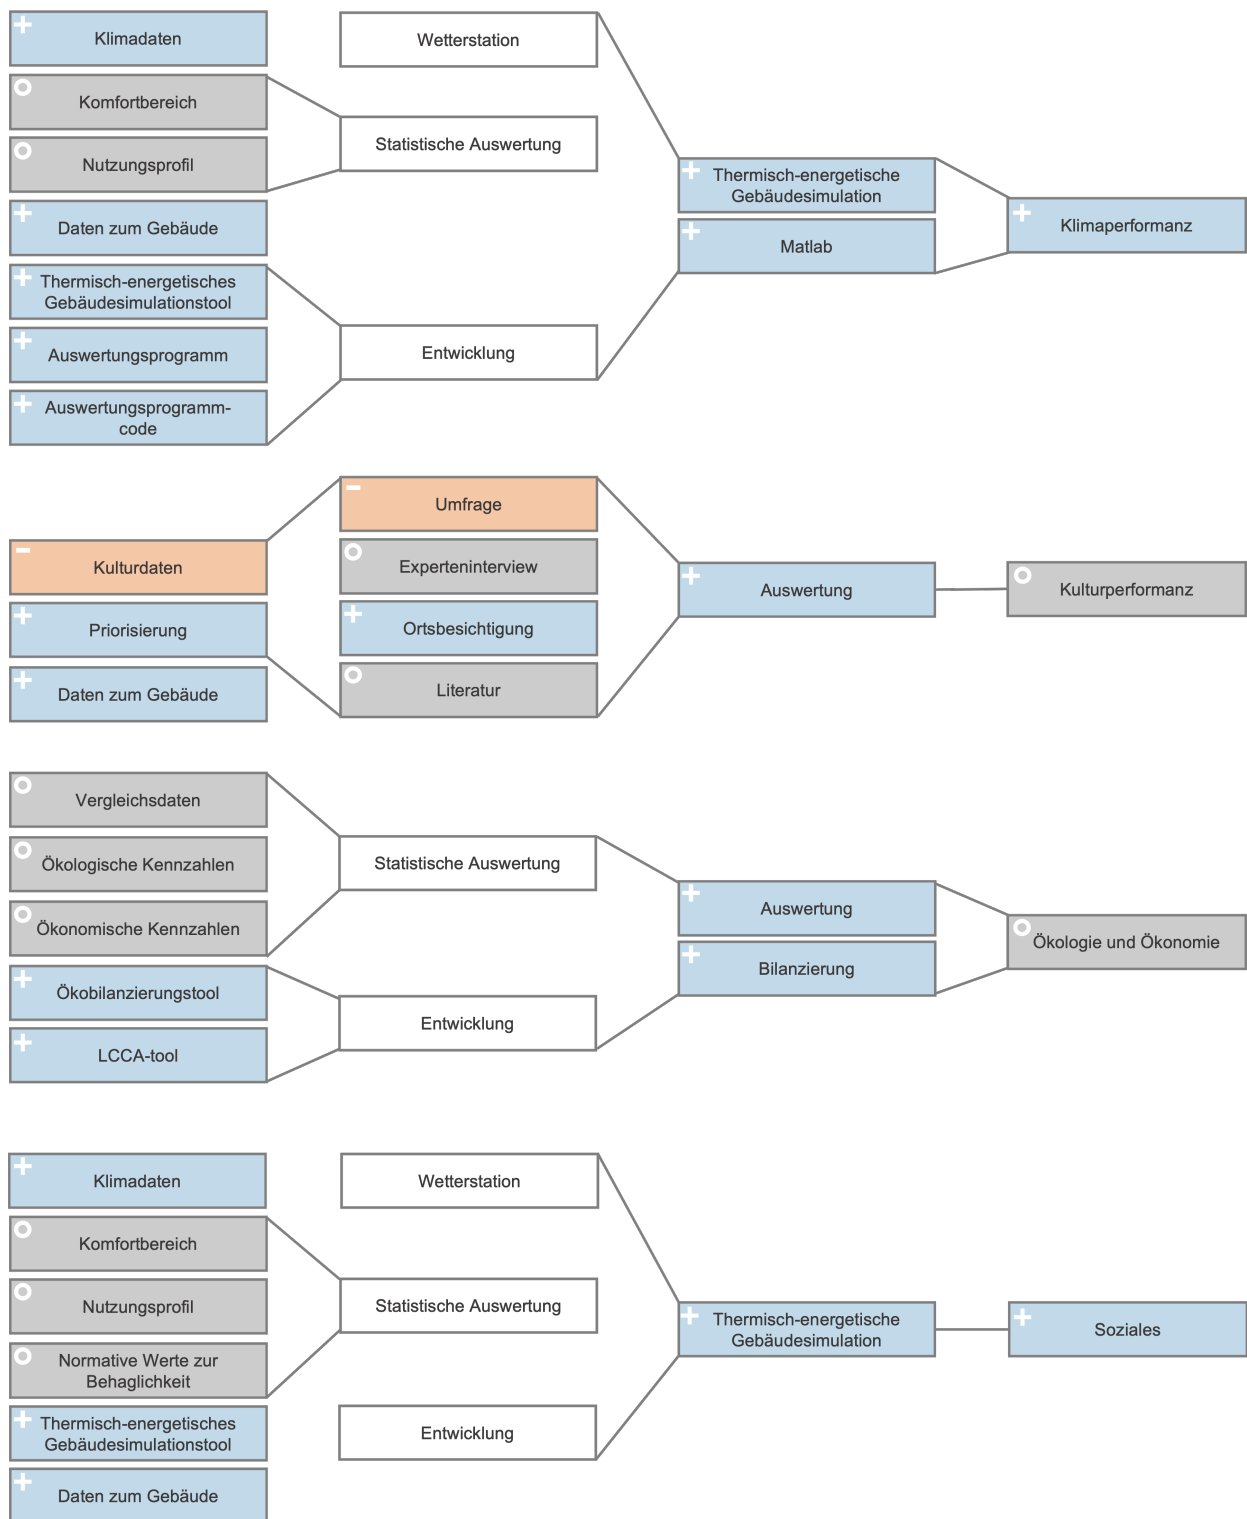 Klimadaten
Komfortbereich
Nutzungsprofil
Daten zum Gebäude
Thermisch-energetisches
Gebäudesimulationstool
Auswertungsprogramm
Auswertungsprogramm-
code
Wetterstation
Statistische Auswertung
Entwicklung
Thermisch-energetische
Gebäudesimulation
Matlab
Klimaperformanz
Kulturdaten
Priorisierung
Daten zum Gebäude
Umfrage
Experteninterview
Ortsbesichtigung
Literatur
Auswertung
Kulturperformanz
Vergleichsdaten
Ökologische Kennzahlen
Ökonomische Kennzahlen
Ökobilanzierungstool
LCCA-tool
Statistische Auswertung
Entwicklung
Auswertung
Bilanzierung
Ökologie und Ökonomie
Klimadaten
Komfortbereich
Nutzungsprofil
Normative Werte zur
Behaglichkeit
Thermisch-energetisches
Gebäudesimulationstool
Daten zum Gebäude
Wetterstation
Statistische Auswertung
Entwicklung
Thermisch-energetische
Gebäudesimulation
Soziales